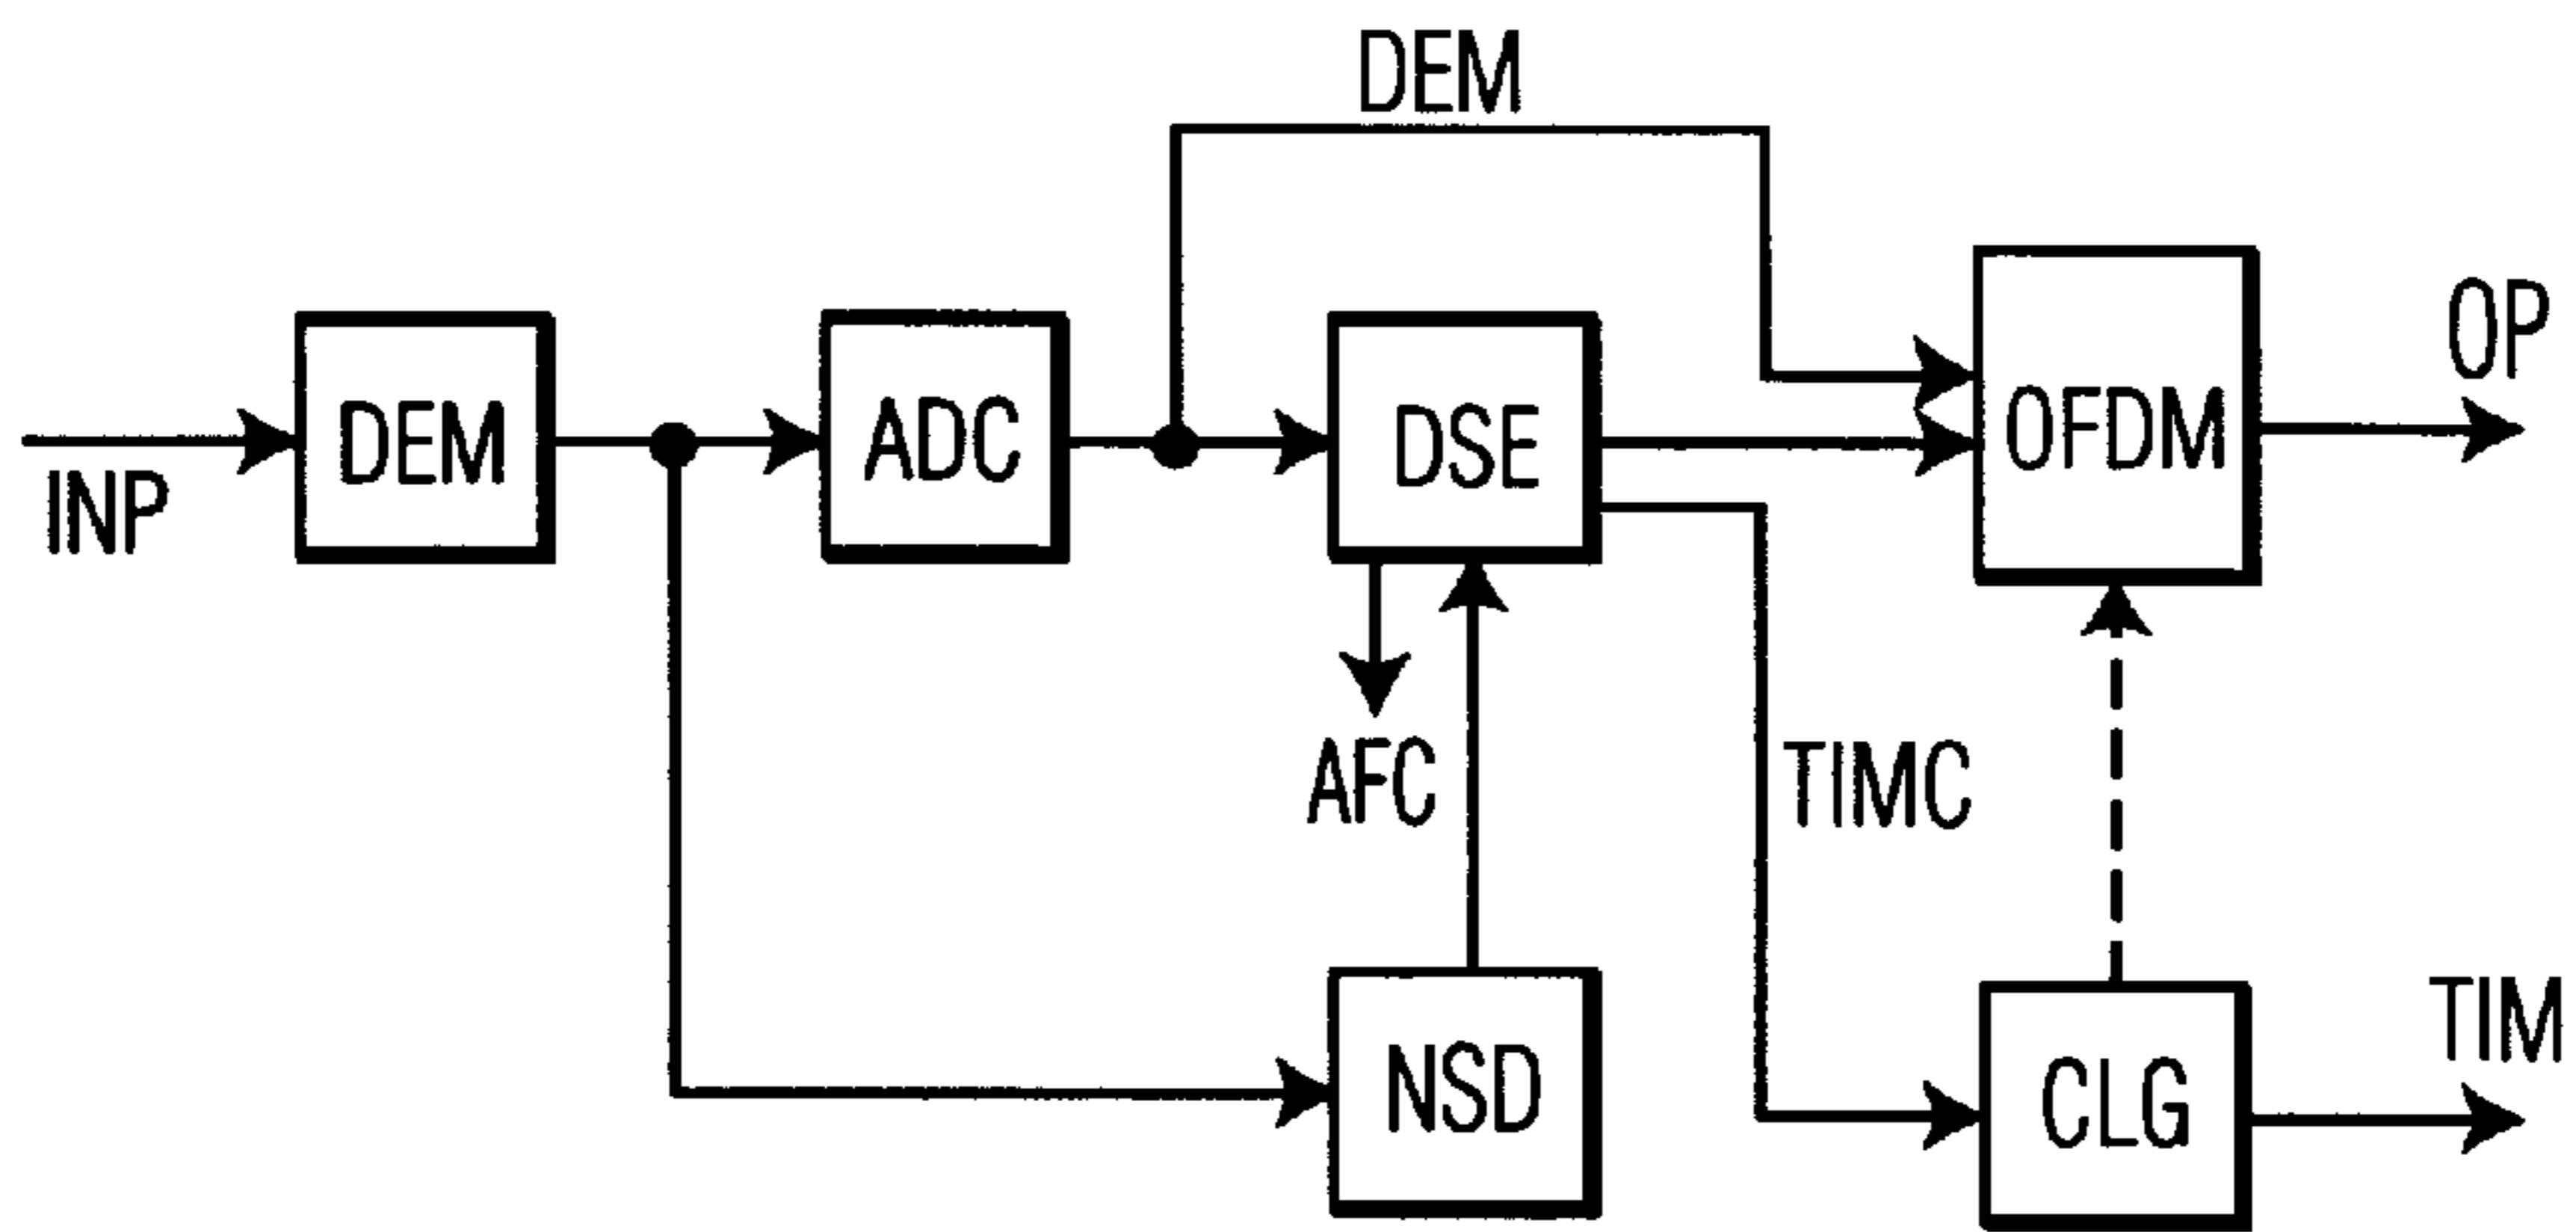 DEM
OP
DEM
ADC
DSE
OFDM
INP
AFC
TIMC
TIM
NSD
CLG